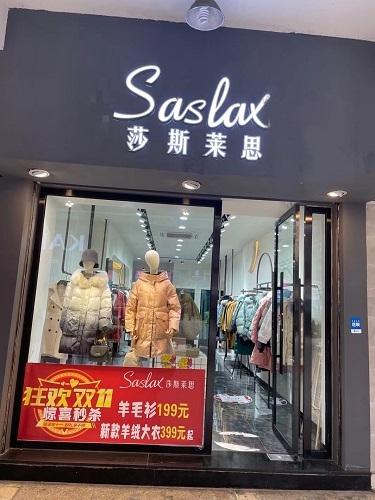 Saslax
莎斯莱思
Saslax 莎斯莱思
狂欢双11
惊喜秒杀
羊毛衫199元
新款羊绒大衣399元起